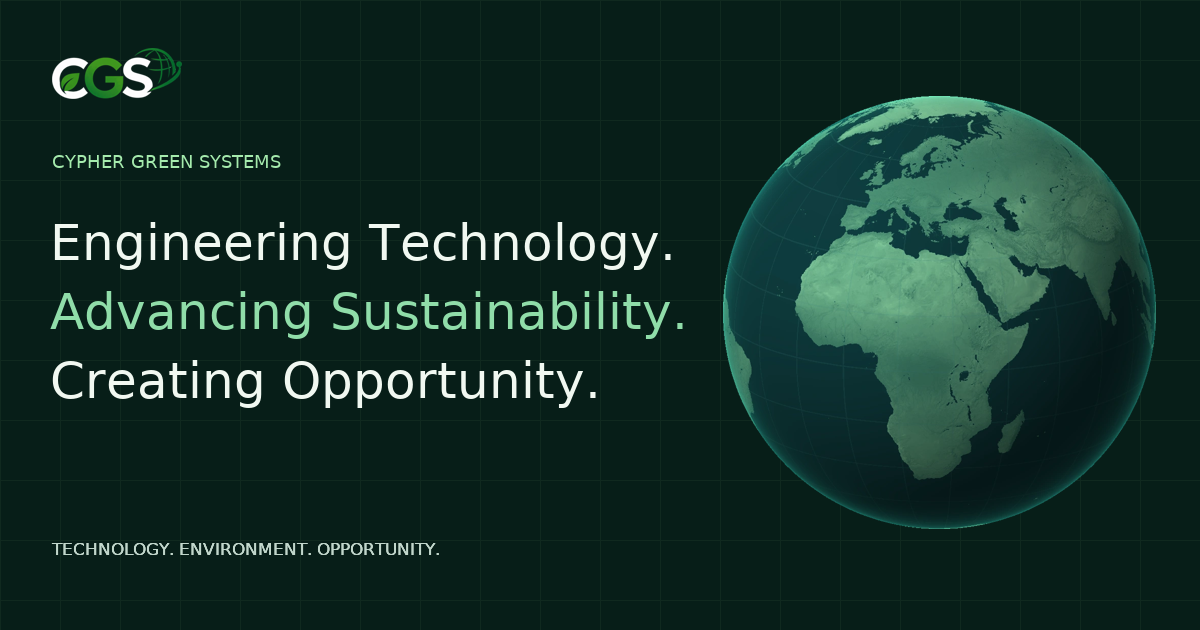 CGS
CYPHER GREEN SYSTEMS
Engineering Technology.
Advancing Sustainability.
Creating Opportunity.
TECHNOLOGY. ENVIRONMENT. OPPORTUNITY.